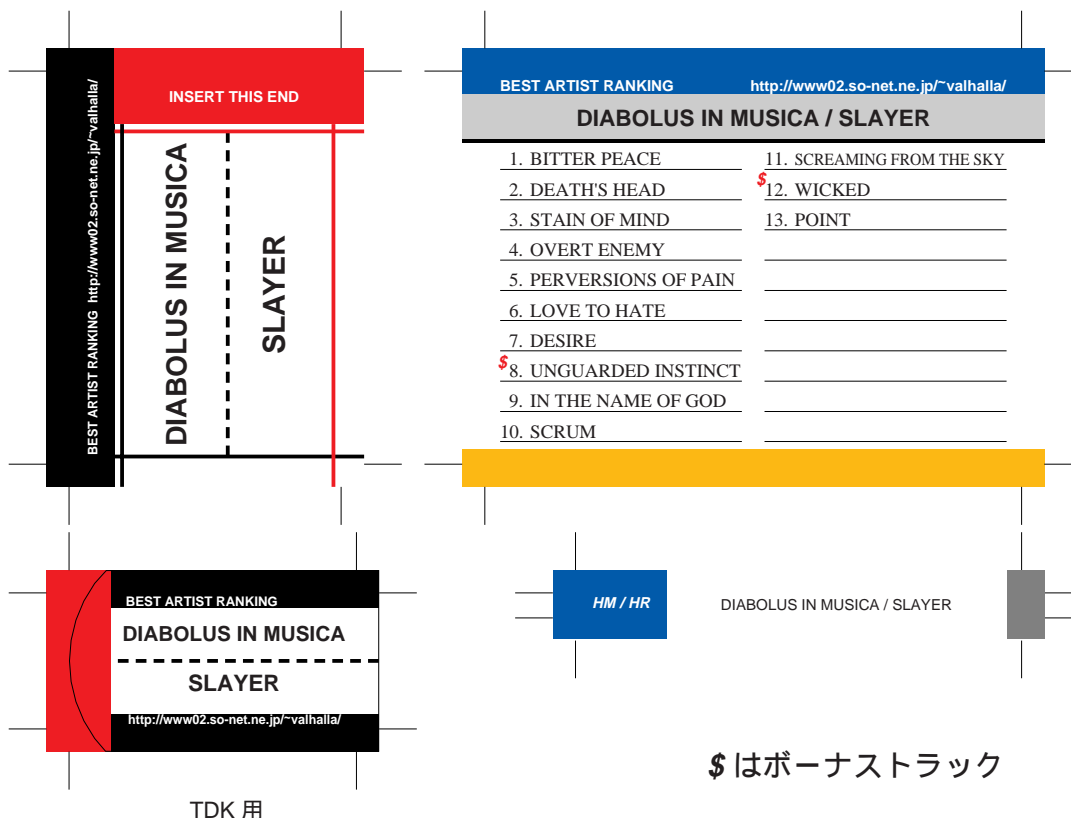 INSERT THIS END
BEST ARTIST RANKING http://www02.so-net.ne.jp/~valhalla/
DIABOLUS IN MUSICA
SLAYER
BEST ARTIST RANKING http://www02.so-net.ne.jp/~valhalla/
DIABOLUS IN MUSICA / SLAYER
1. BITTER PEACE
2. DEATH'S HEAD
3. STAIN OF MIND
4. OVERT ENEMY
5. PERVERSIONS OF PAIN
6. LOVE TO HATE
7. DESIRE
$8. UNGUARDED INSTINCT
9. IN THE NAME OF GOD
10. SCRUM
11. SCREAMING FROM THE SKY
$12. WICKED
13. POINT
BEST ARTIST RANKING
DIABOLUS IN MUSICA
SLAYER
http://www02.so-net.ne.jp/~valhalla/
TDK 用
HM / HR
DIABOLUS IN MUSICA / SLAYER
$ はボーナストラック